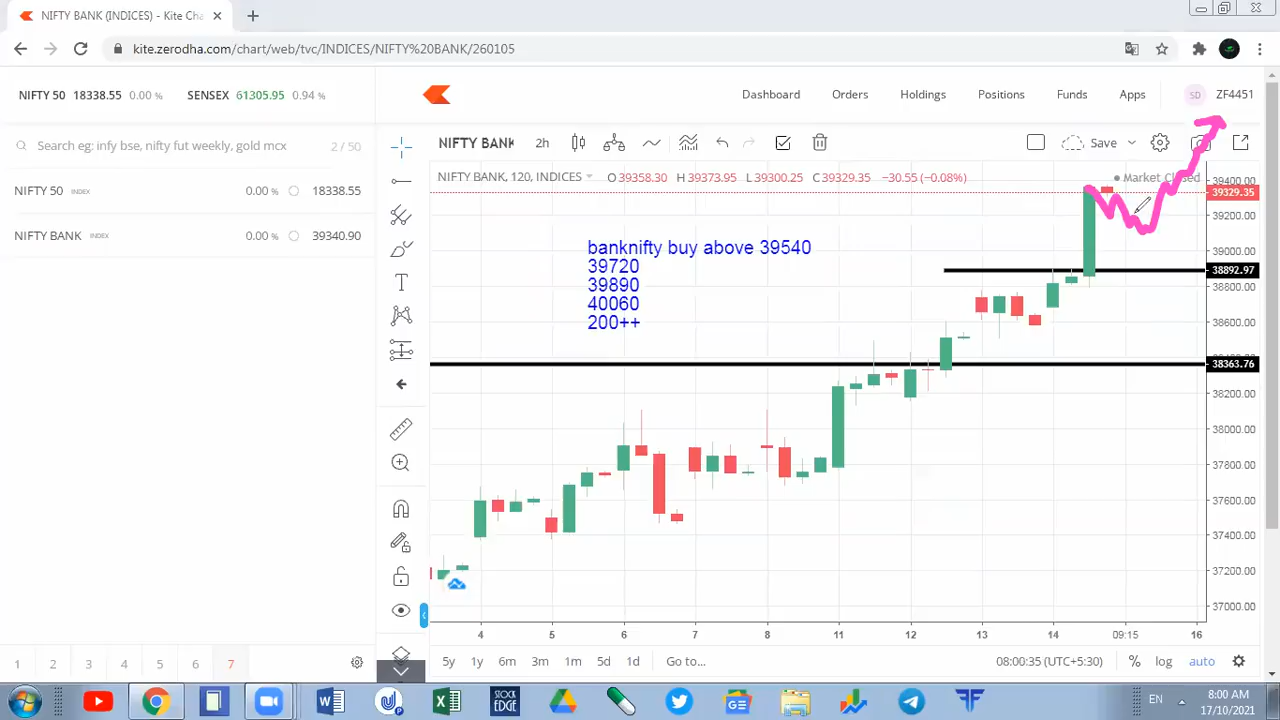 NIFTY BANK (INDICES) - Kite Cha
kite.zerodha.com/chart/web/tvc/INDICES/NIFTY%20BANK/260105
NIFTY 50 18338.55 0.00 % SENSEX 61305.95 0.94 %
Dashboard Orders Holdings Positions Funds Apps SD ZF4451
Search eg: infy bse, nifty fut weekly, gold mcx 2 / 50
NIFTY BANK 2h Save
NIFTY 50 INDEX 0.00 % 18338.55
NIFTY BANK INDEX 0.00 % 39340.90
NIFTY BANK, 120, INDICES O39358.30 H39373.95 L39300.25 C39329.35 −30.55 (−0.08%)
Market Closed
banknifty buy above 39540
39720
39890
40060
200++
39400.00
39329.35
39200.00
39000.00
38892.97
38800.00
38600.00
38363.76
38200.00
38000.00
37800.00
37600.00
37400.00
37200.00
37000.00
4 5 6 7 8 11 12 13 14 09:15 16
1 2 3 4 5 6 7
5y 1y 6m 3m 1m 5d 1d Go to... 08:00:35 (UTC+5:30) % log auto
STOCK EDGE
EN
8:00 AM
17/10/2021